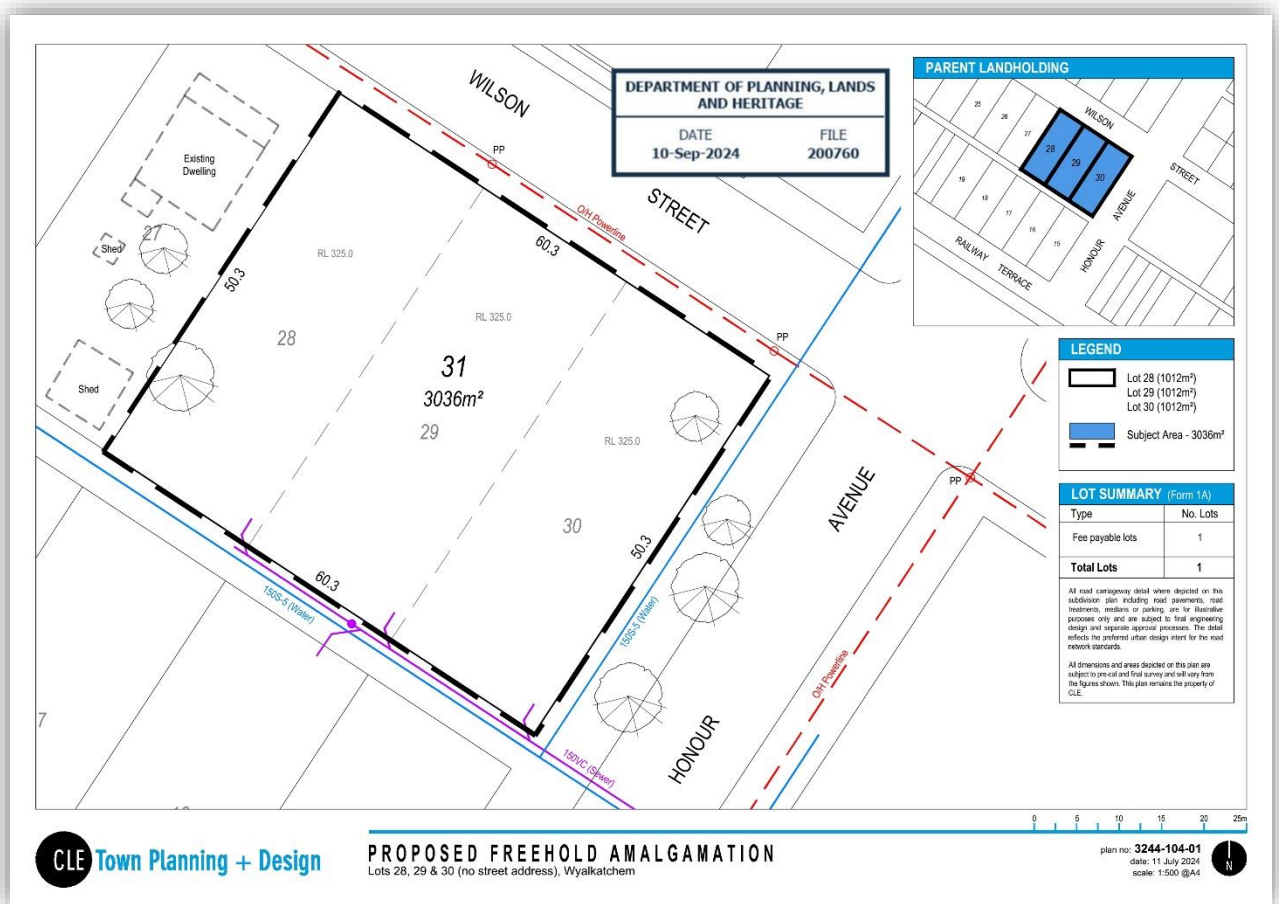 WILSON
STREET
DEPARTMENT OF PLANNING, LANDS
AND HERITAGE
DATE FILE
10-Sep-2024 200760
PP
O/H Powerline
Existing
Dwelling
27
Shed
Shed
50.3
60.3
RL 325.0
28
RL 325.0
31
3036m²
29
RL 325.0
30
PP
PP
AVENUE
HONOUR
50.3
60.3
150S-5 (Water)
150S-5 (Water)
150VC (Sewer)
O/H Powerline
7
PARENT LANDHOLDING
25
26
27
28
29
30
WILSON
STREET
AVENUE
HONOUR
19
18
17
16
15
RAILWAY TERRACE
LEGEND
Lot 28 (1012m²)
Lot 29 (1012m²)
Lot 30 (1012m²)
Subject Area - 3036m²
LOT SUMMARY (Form 1A)
Type No. Lots
Fee payable lots 1
Total Lots 1
All road carriageway detail where depicted on this
subdivision plan including road pavements, road
treatments, medians or parking, are for illustrative
purposes only and are subject to final engineering
design and separate approval processes. The detail
reflects the preferred urban design intent for the road
network standards.
All dimensions and areas depicted on this plan are
subject to pre-cal and final survey and will vary from
the figures shown. This plan remains the property of
CLE.
0 5 10 15 20 25m
CLE Town Planning + Design
PROPOSED FREEHOLD AMALGAMATION
Lots 28, 29 & 30 (no street address), Wyalkatchem
plan no: 3244-104-01
date: 11 July 2024
scale: 1:500 @A4
N